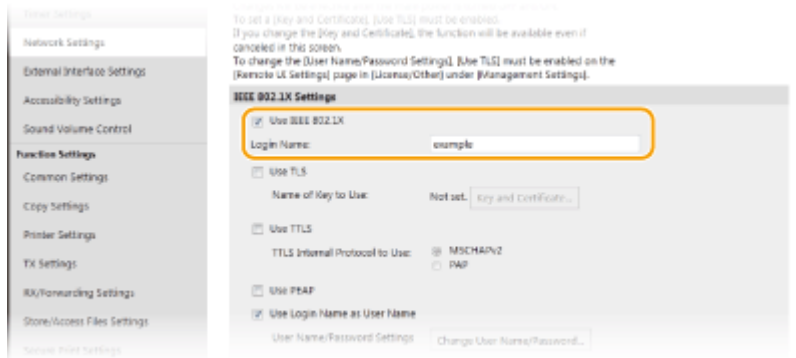 Timer Settings
Network Settings
External Interface Settings
Accessibility Settings
Sound Volume Control
Function Settings
Common Settings
Copy Settings
Printer Settings
TX Settings
RX/Forwarding Settings
Store/Access Files Settings
Secure Print Settings
To set a [Key and Certificate], [Use TLS] must be enabled.
If you change the [Key and Certificate], the function will be available even if
canceled in this screen.
To change the [User Name/Password Settings], [Use TLS] must be enabled on the
[Remote UI Settings] page in [License/Other] under [Management Settings].
IEEE 802.1X Settings
Use IEEE 802.1X
Login Name: example
Use TLS
Name of Key to Use: Not set. Key and Certificate...
Use TTLS
TTLS Internal Protocol to Use: MSCHAPv2
PAP
Use PEAP
Use Login Name as User Name
User Name/Password Settings Change User Name/Password...